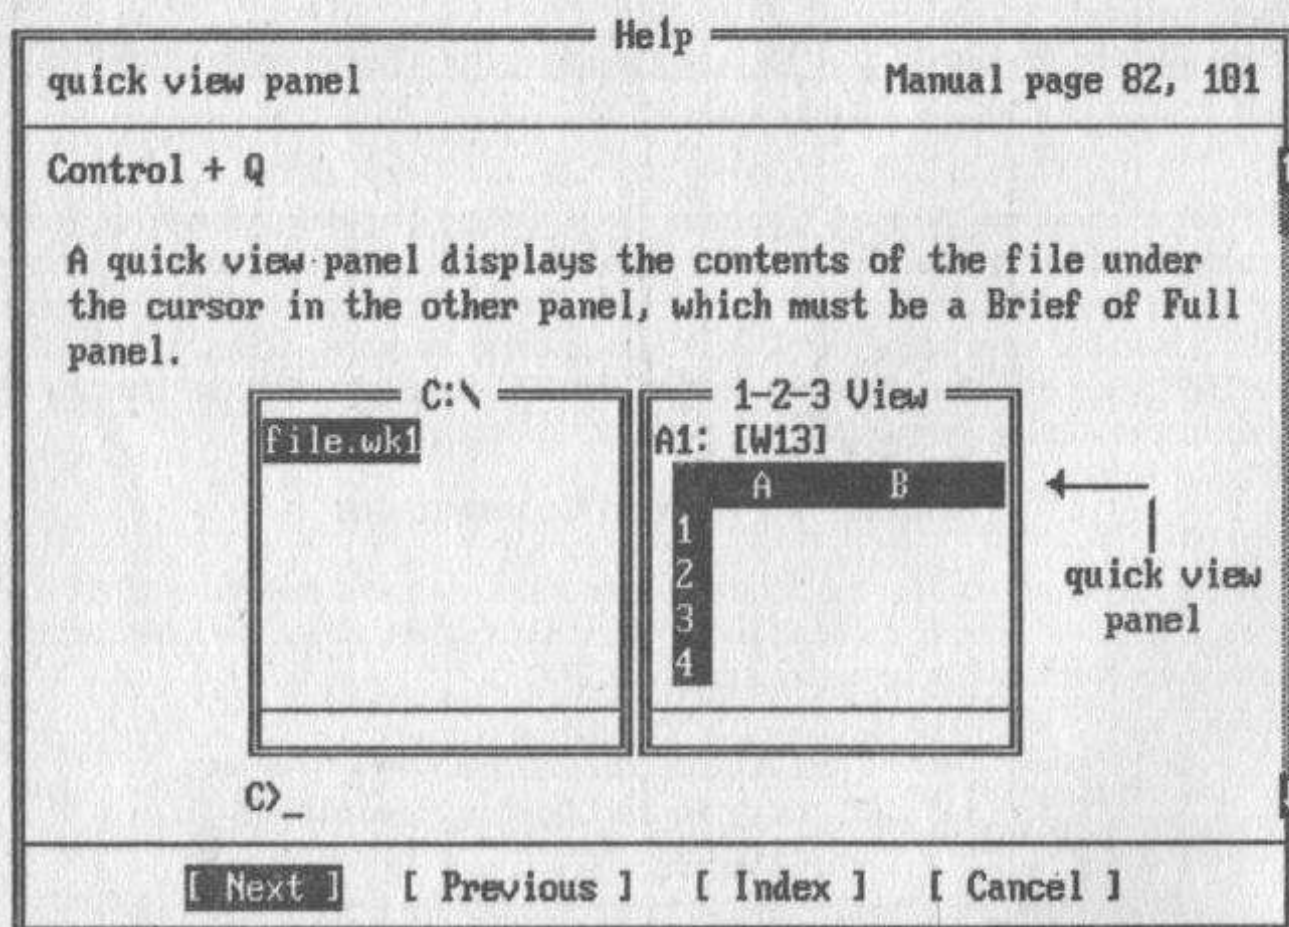 Help
quick view panel Manual page 82, 101
Control + Q
A quick view panel displays the contents of the file under
the cursor in the other panel, which must be a Brief of Full
panel.
C:\ 1-2-3 View
file.wk1 A1: [W13]
A B
1
2
3
4
quick view
panel
C>_
[ Next ] [ Previous ] [ Index ] [ Cancel ]